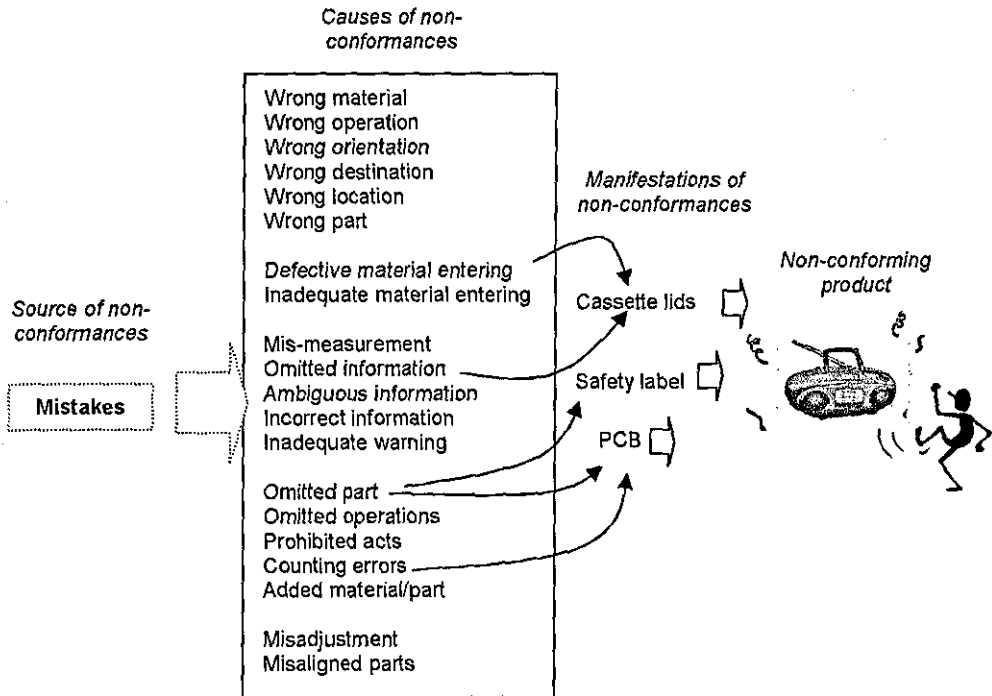 Causes of non-
conformances
Wrong material
Wrong operation
Wrong orientation
Wrong destination
Wrong location
Wrong part
Defective material entering
Inadequate material entering
Mis-measurement
Omitted information
Ambiguous information
Incorrect information
Inadequate warning
Omitted part
Omitted operations
Prohibited acts
Counting errors
Added material/part
Misadjustment
Misaligned parts
Source of non-
conformances
Mistakes
Manifestations of
non-conformances
Cassette lids
Safety label
PCB
Non-conforming
product